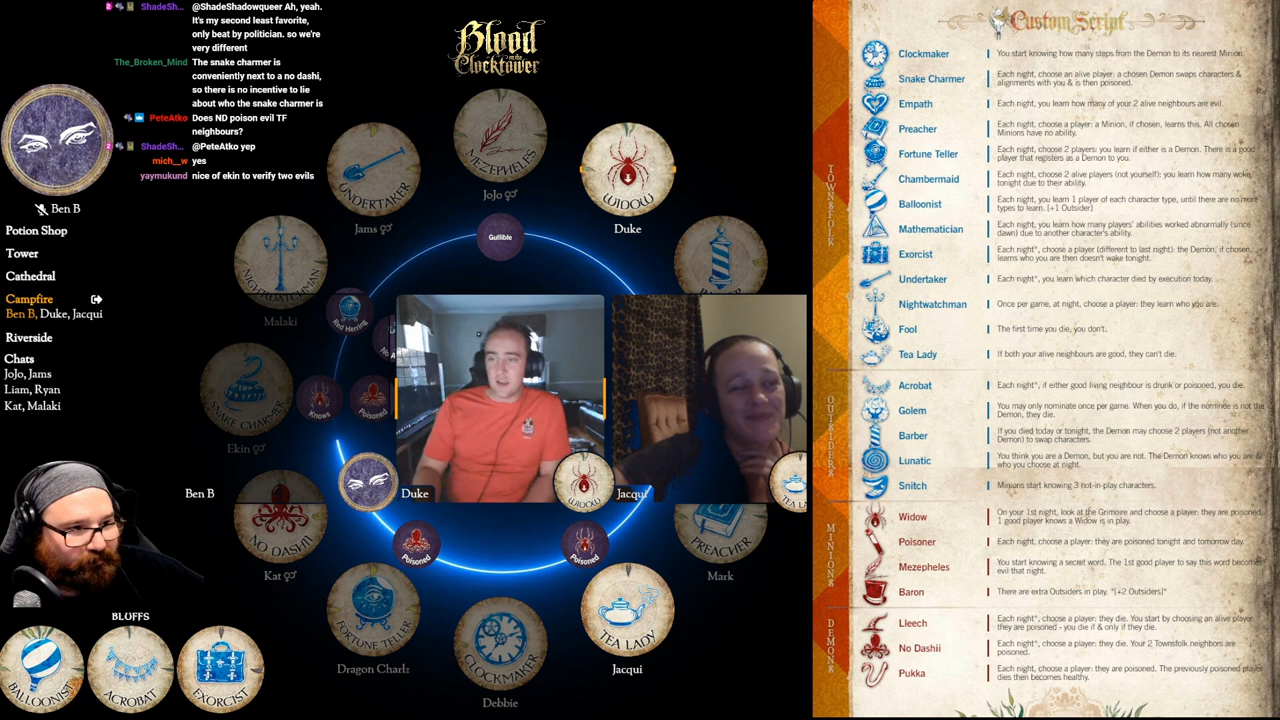 ShadeSh... @ShadeShadowqueer Ah, yeah.
It's my second least favorite,
only beat by politician. so we're
very different
The_Broken_Mind The snake charmer is
conveniently next to a no dashi,
so there is no incentive to lie
about who the snake charmer is
PeteAtko Does ND poison evil TF
neighbours?
ShadeSh... @PeteAtko yep
mich__w yes
yaymukund nice of ekin to verify two evils
Ben B
Potion Shop
Tower
Cathedral
Campfire
Ben B, Duke, Jacqui
Riverside
Chats
JoJo, Jams
Liam, Ryan
Kat, Malaki
BLUFFS
BALLOONIST
ACROBAT
EXORCIST
Blood
on the
Clocktower
MEZEPHELES
JoJo
UNDERTAKER
Jams
WIDOW
Duke
NIGHTWATCHMAN
Malaki
Gullible
Red Herring
No A
SNAKE CHARMER
Ekin
Knows
Poisoned
Ben B
Duke
WIDOW
Jacqui
TEA LA
NO DASHII
Kat
Poisoned
Poisoned
PREACHER
Mark
FORTUNE TELLER
Dragon Charlz
CLOCKMAKER
Debbie
TEA LADY
Jacqui
Custom Script
TOWNSFOLK
Clockmaker You start knowing how many steps from the Demon to its nearest Minion.
Snake Charmer Each night, choose an alive player: a chosen Demon swaps characters &
alignments with you & is then poisoned.
Empath Each night, you learn how many of your 2 alive neighbours are evil.
Preacher Each night, choose a player: a Minion, if chosen, learns this. All chosen
Minions have no ability.
Fortune Teller Each night, choose 2 players: you learn if either is a Demon. There is a good
player that registers as a Demon to you.
Chambermaid Each night, choose 2 alive players (not yourself): you learn how many woke
tonight due to their ability.
Balloonist Each night, you learn 1 player of each character type, until there are no more
types to learn. [+1 Outsider]
Mathematician Each night, you learn how many players' abilities worked abnormally (since
dawn) due to another character's ability.
Exorcist Each night*, choose a player (different to last night): the Demon, if chosen,
learns who you are then doesn't wake tonight.
Undertaker Each night*, you learn which character died by execution today.
Nightwatchman Once per game, at night, choose a player: they learn who you are.
Fool The first time you die, you don't.
Tea Lady If both your alive neighbours are good, they can't die.
OUTSIDERS
Acrobat Each night*, if either good living neighbour is drunk or poisoned, you die.
Golem You may only nominate once per game. When you do, if the nominee is not the
Demon, they die.
Barber If you died today or tonight, the Demon may choose 2 players (not another
Demon) to swap characters.
Lunatic You think you are a Demon, but you are not. The Demon knows who you are &
who you choose at night.
Snitch Minions start knowing 3 not-in-play characters.
MINIONS
Widow On your 1st night, look at the Grimoire and choose a player: they are poisoned.
1 good player knows a Widow is in play.
Poisoner Each night, choose a player: they are poisoned tonight and tomorrow day.
Mezepheles You start knowing a secret word. The 1st good player to say this word becomes
evil that night.
Baron There are extra Outsiders in play. *[+2 Outsiders]*
DEMONS
Lleech Each night*, choose a player: they die. You start by choosing an alive player:
they are poisoned - you die if & only if they die.
No Dashii Each night*, choose a player: they die. Your 2 Townsfolk neighbors are
poisoned.
Pukka Each night, choose a player: they are poisoned. The previously poisoned player
dies then becomes healthy.